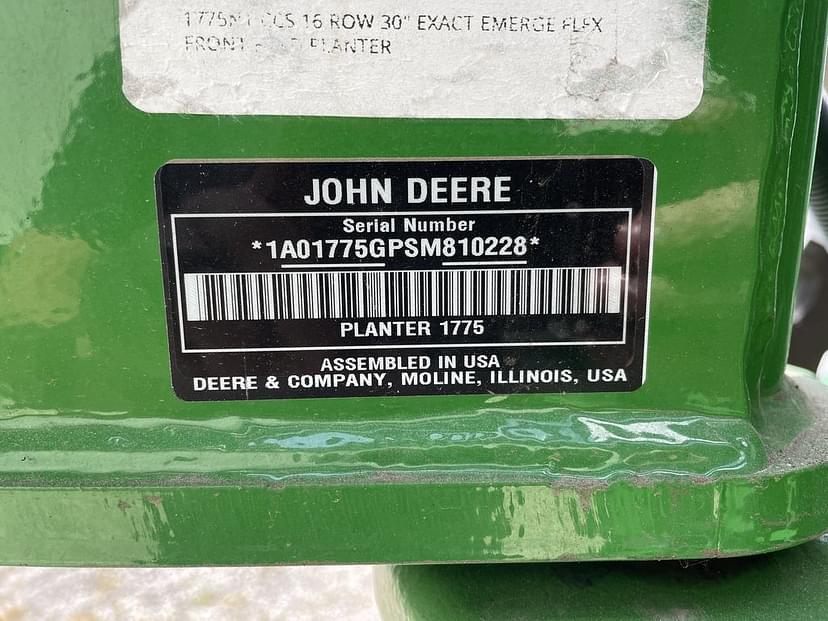 16 ROW 30" EXACT EMERGE FLEX
FRONT PLANTER
JOHN DEERE
Serial Number
*1A01775GPSM810228*
PLANTER 1775
ASSEMBLED IN USA
DEERE & COMPANY, MOLINE, ILLINOIS, USA